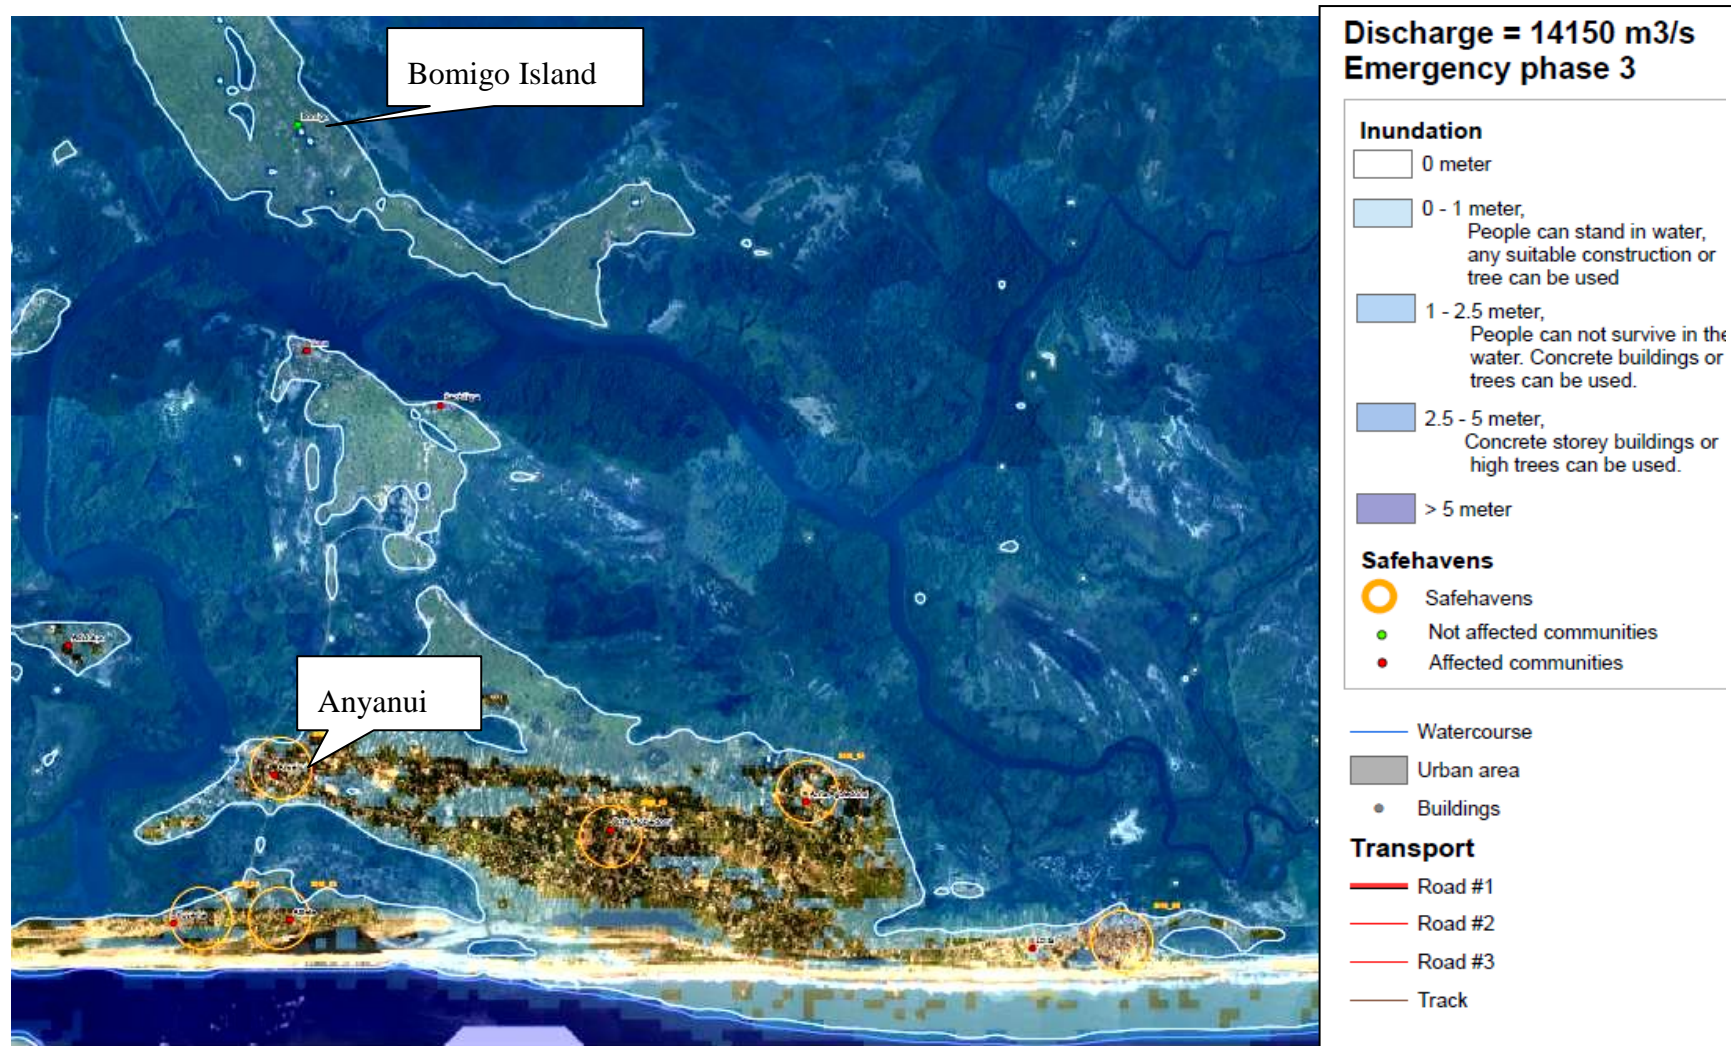 Bomigo Island
Anyanui
Discharge = 14150 m3/s
Emergency phase 3
Inundation
0 meter
0 - 1 meter,
People can stand in water,
any suitable construction or
tree can be used
1 - 2.5 meter,
People can not survive in the
water. Concrete buildings or
trees can be used.
2.5 - 5 meter,
Concrete storey buildings or
high trees can be used.
> 5 meter
Safehavens
Safehavens
Not affected communities
Affected communities
Watercourse
Urban area
Buildings
Transport
Road #1
Road #2
Road #3
Track